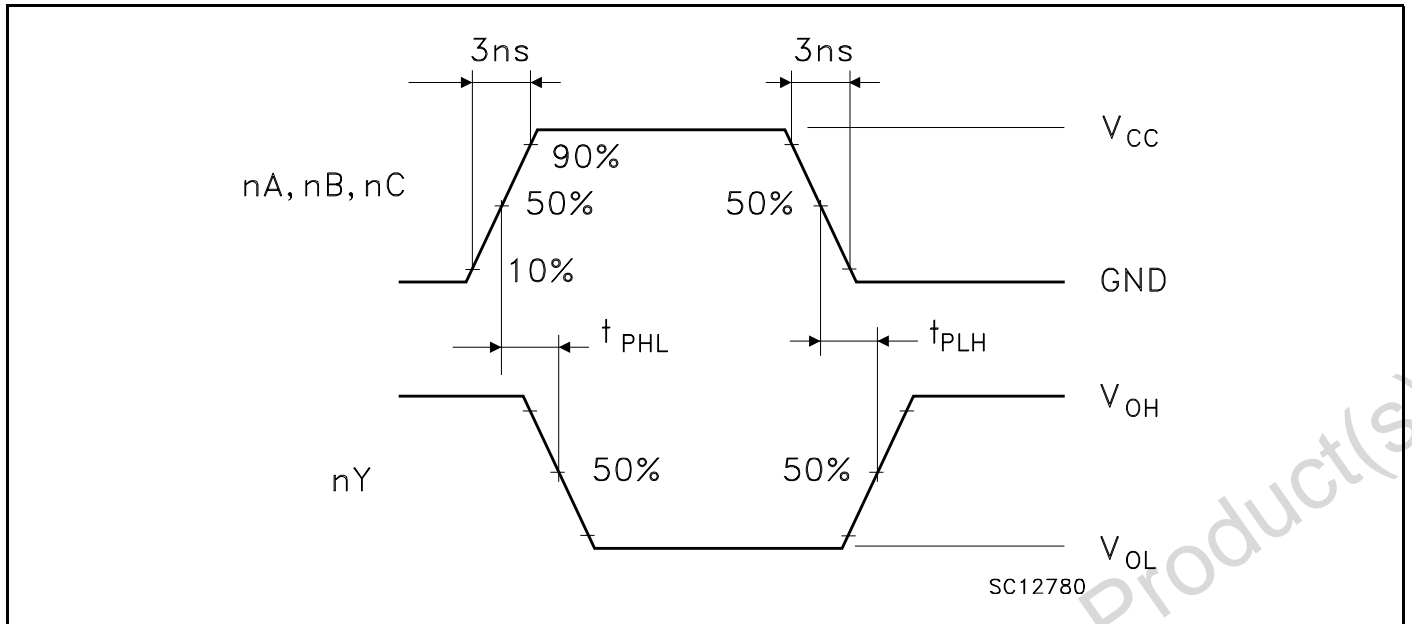 3ns 3ns
V CC
90%
nA, nB, nC
50% 50%
10%
GND
t PHL tPLH
V OH
50% 50%
nY
V OL
SC12780
Product(s)